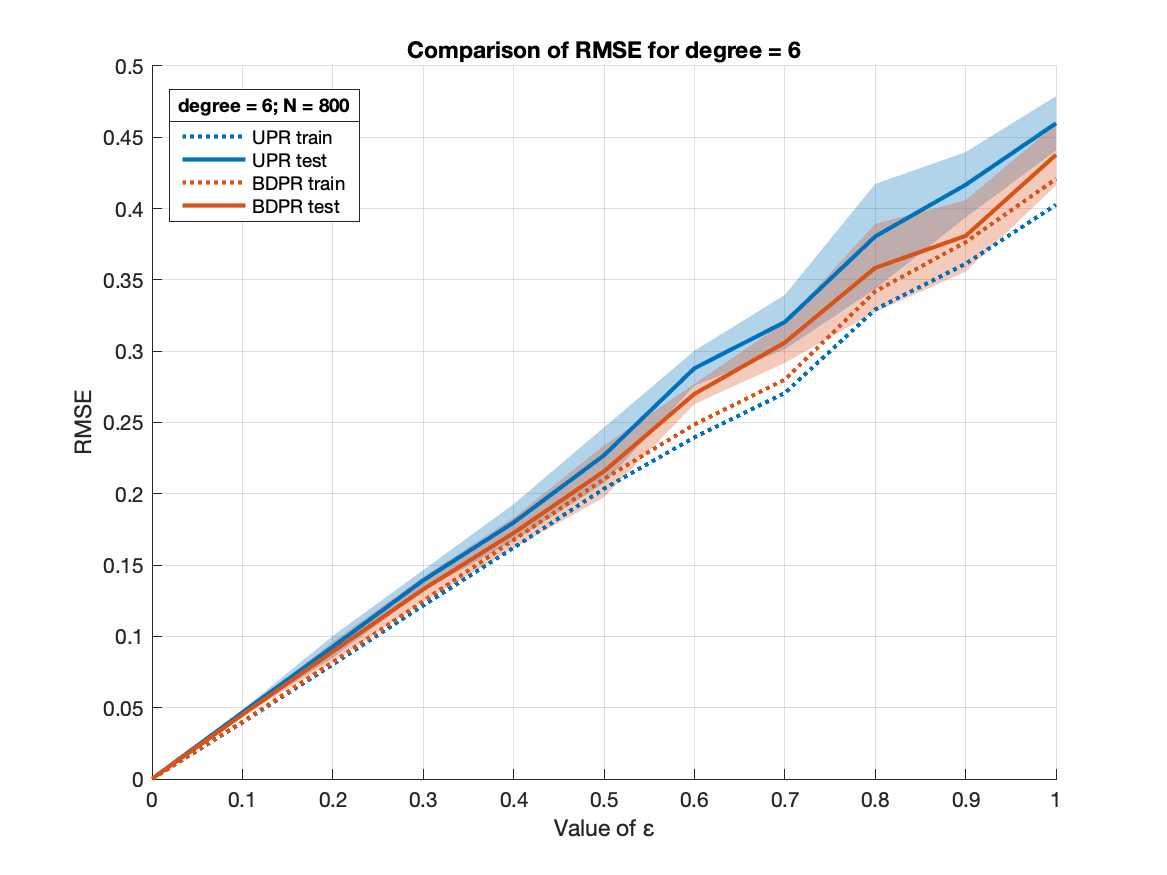 Comparison of RMSE for degree = 6
0.5
0.45
0.4
0.35
0.3
0.25
0.2
0.15
0.1
0.05
0
RMSE
degree = 6; N = 800
UPR train
UPR test
BDPR train
BDPR test
0 0.1 0.2 0.3 0.4 0.5 0.6 0.7 0.8 0.9 1
Value of ε